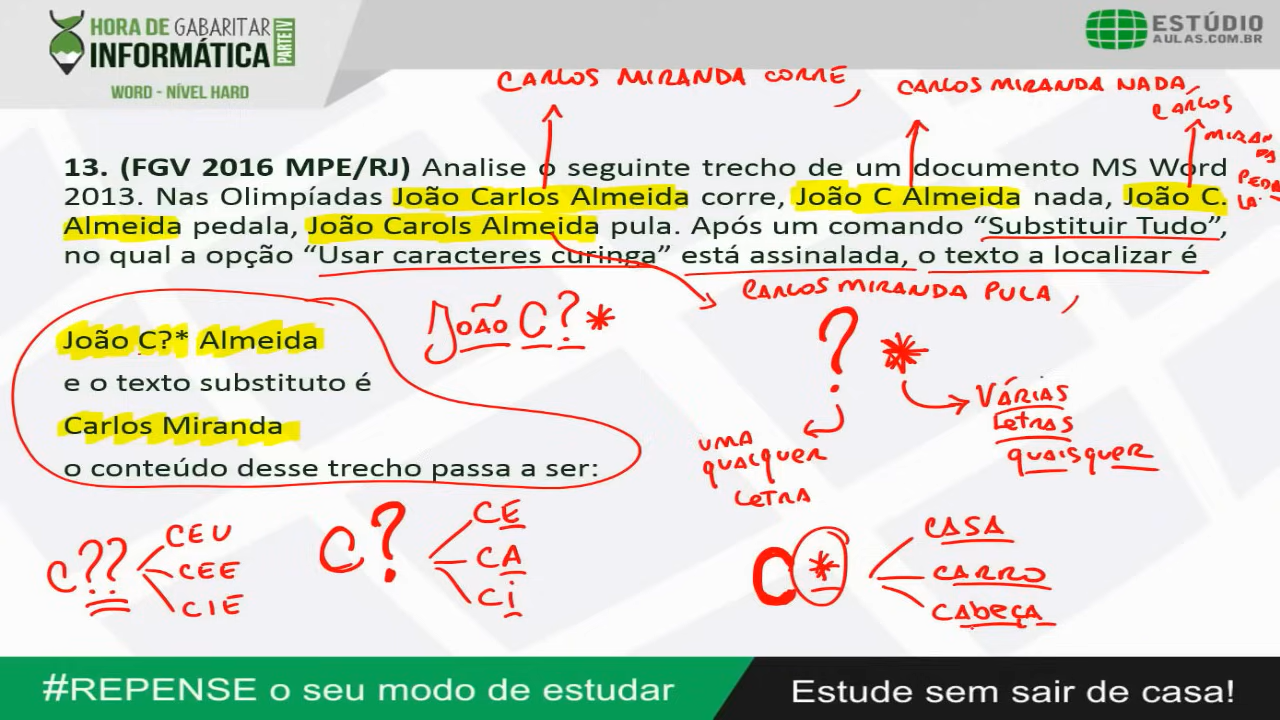 HORA DE GABARITAR
INFORMÁTICA
PARTE IV
WORD - NÍVEL HARD
ESTÚDIO
AULAS.COM.BR
CARLOS MIRANDA CORRE,
CARLOS MIRANDA NADA,
CARLOS
MIRAN
DA
PEDA
LA.
13. (FGV 2016 MPE/RJ) Analise o seguinte trecho de um documento MS Word
2013. Nas Olimpíadas João Carlos Almeida corre, João C Almeida nada, João C.
Almeida pedala, João Carols Almeida pula. Após um comando “Substituir Tudo”,
no qual a opção “Usar caracteres curinga” está assinalada, o texto a localizar é
CARLOS MIRANDA PULA,
João C?* Almeida
JOÃO C?*
e o texto substituto é
Carlos Miranda
o conteúdo desse trecho passa a ser:
? *
UMA
QUALQUER
LETRA
VÁRIAS
LETRAS
QUAISQUER
C??
CEU
CEE
CIE
C?
CE
CA
Ci
C*
CASA
CARRO
CABEÇA
#REPENSE o seu modo de estudar
Estude sem sair de casa!